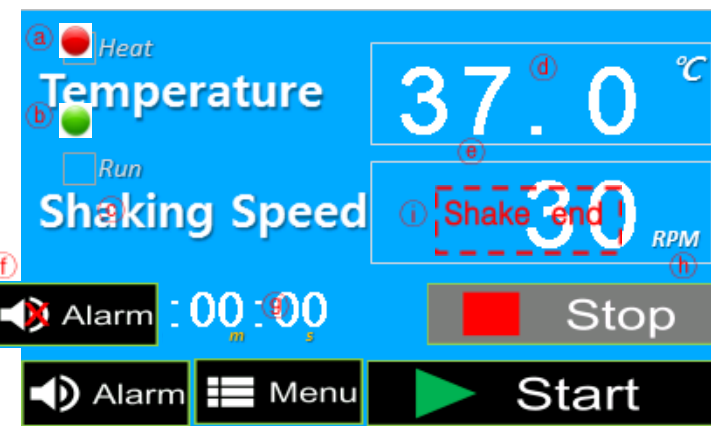 ⓐ Heat
Temperature
37.0 ⓓ °C
ⓑ
ⓔ
Run
Shaking Speed ⓒ
ⓘ Shake end
30
RPM
ⓕ ⓗ
Alarm :00:00 ⓖ Stop
m s
Alarm Menu Start